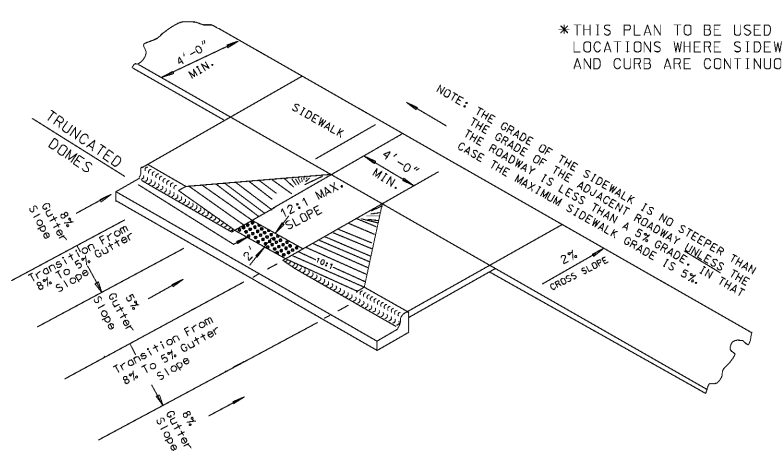 *THIS PLAN TO BE USED
LOCATIONS WHERE SIDEW
AND CURB ARE CONTINUO
4'-0"
MIN.
NOTE: THE GRADE OF THE SIDEWALK IS NO STEEPER THAN
THE GRADE OF THE ADJACENT ROADWAY UNLESS THE
THE ROADWAY IS LESS THAN A 5% GRADE. IN THAT
CASE THE MAXIMUM SIDEWALK GRADE IS 5%.
SIDEWALK
TRUNCATED
DOMES
4'-0"
MIN.
12:1 MAX.
SLOPE
2'
10:1
2%
CROSS SLOPE
8%
Gutter
Slope
Transition From
8% To 5% Gutter
Slope
5%
Gutter
Slope
Transition From
8% To 5% Gutter
Slope
8%
Gutter
Slope